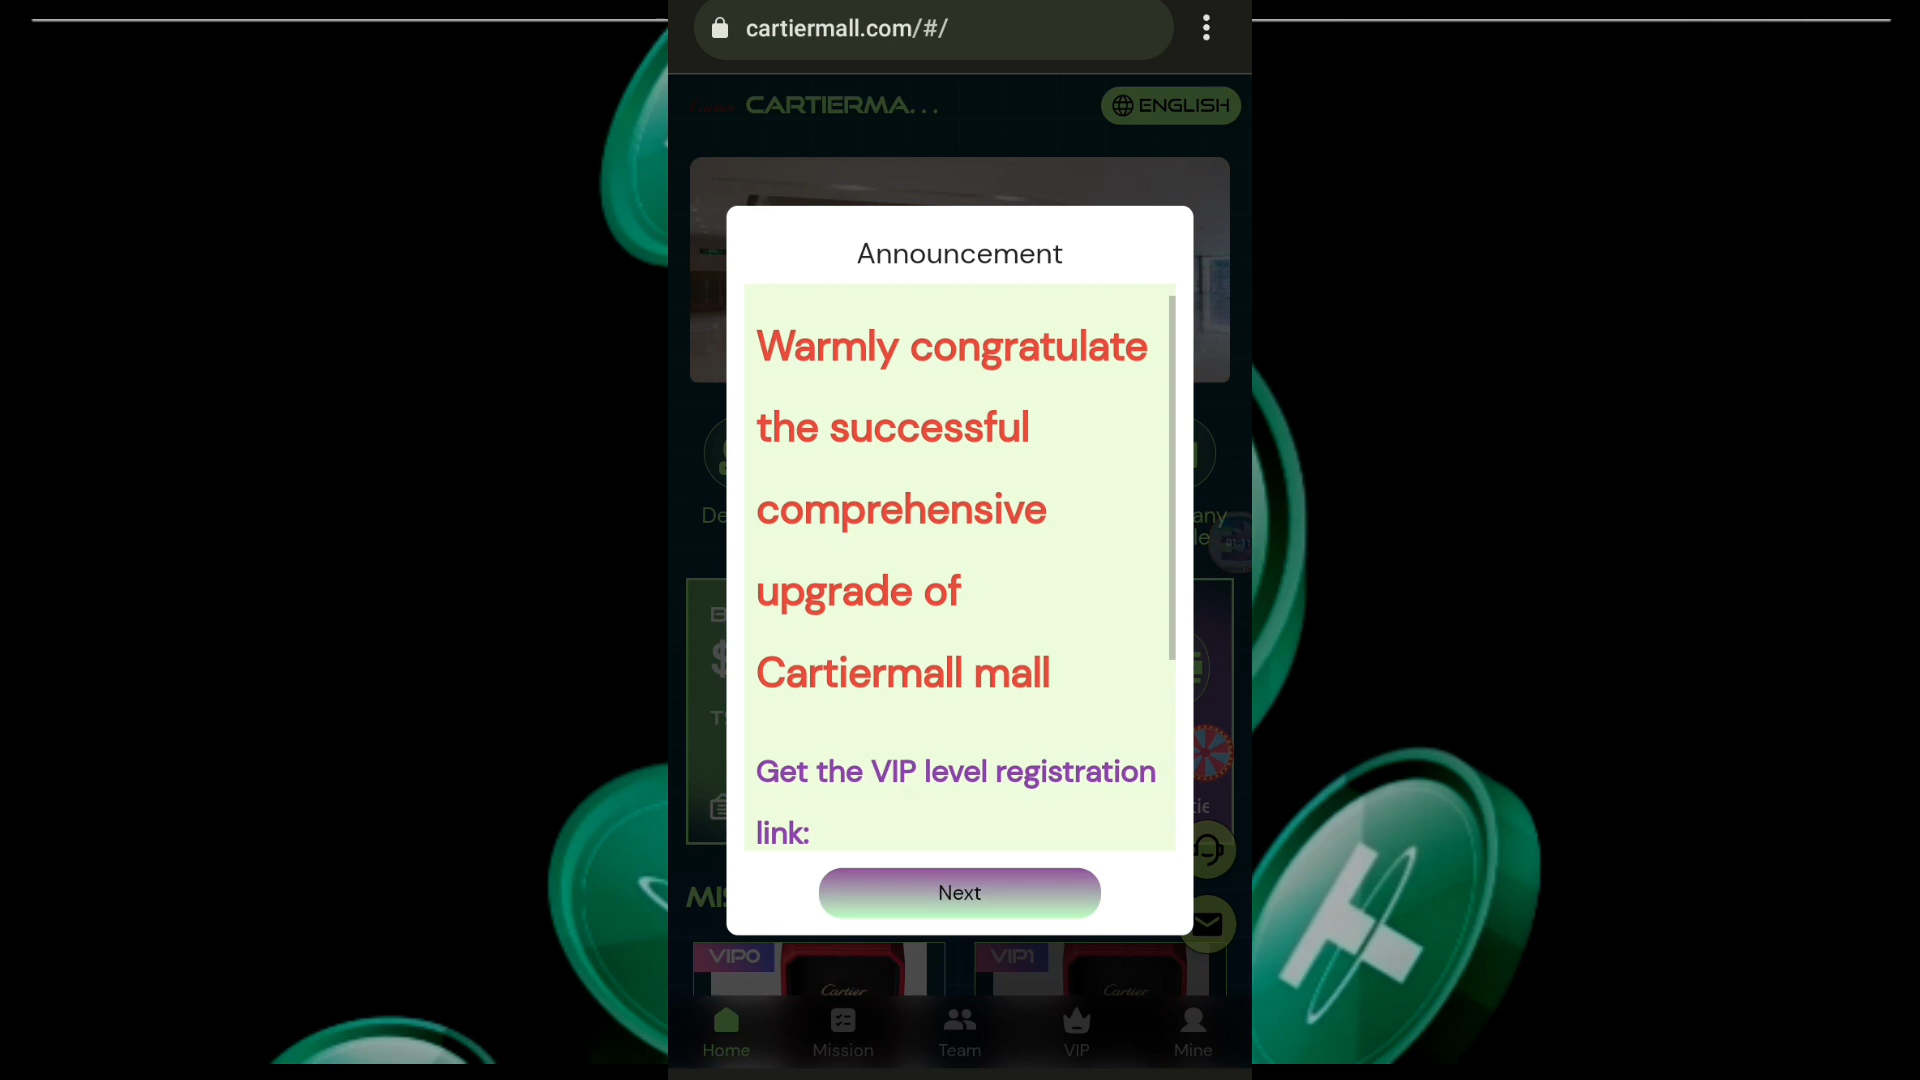 cartiermall.com/#/
Cartier CARTIERMA...
ENGLISH
Announcement
Warmly congratulate
the successful
comprehensive
upgrade of
Cartiermall mall
Get the VIP level registration
link:
Next
VIP0
VIP1
Cartier
Cartier
Home
Mission
Team
VIP
Mine